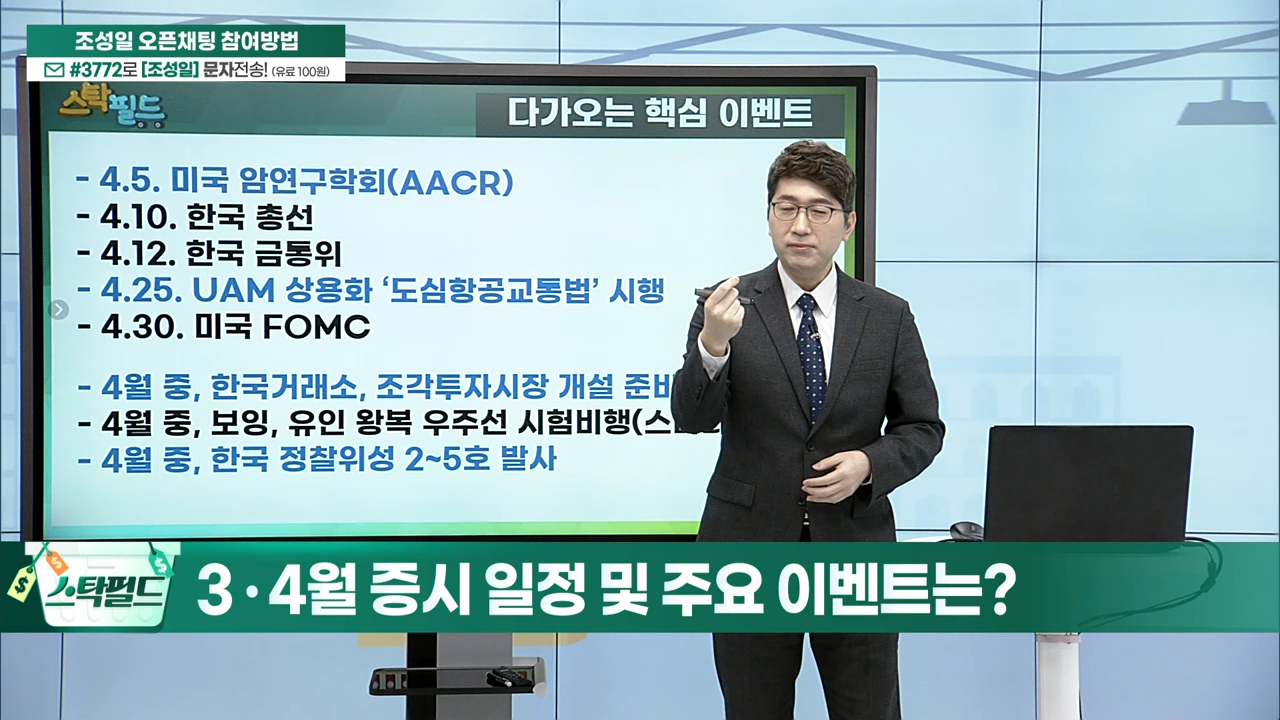 조성일 오픈채팅 참여방법
#3772로 [조성일] 문자전송! (유료 100원)
스탁필드
다가오는 핵심 이벤트
- 4.5. 미국 암연구학회(AACR)
- 4.10. 한국 총선
- 4.12. 한국 금통위
- 4.25. UAM 상용화 ‘도심항공교통법’ 시행
- 4.30. 미국 FOMC
- 4월 중, 한국거래소, 조각투자시장 개설 준비
- 4월 중, 보잉, 유인 왕복 우주선 시험비행
- 4월 중, 한국 정찰위성 2~5호 발사
스탁필드
3·4월 증시 일정 및 주요 이벤트는?